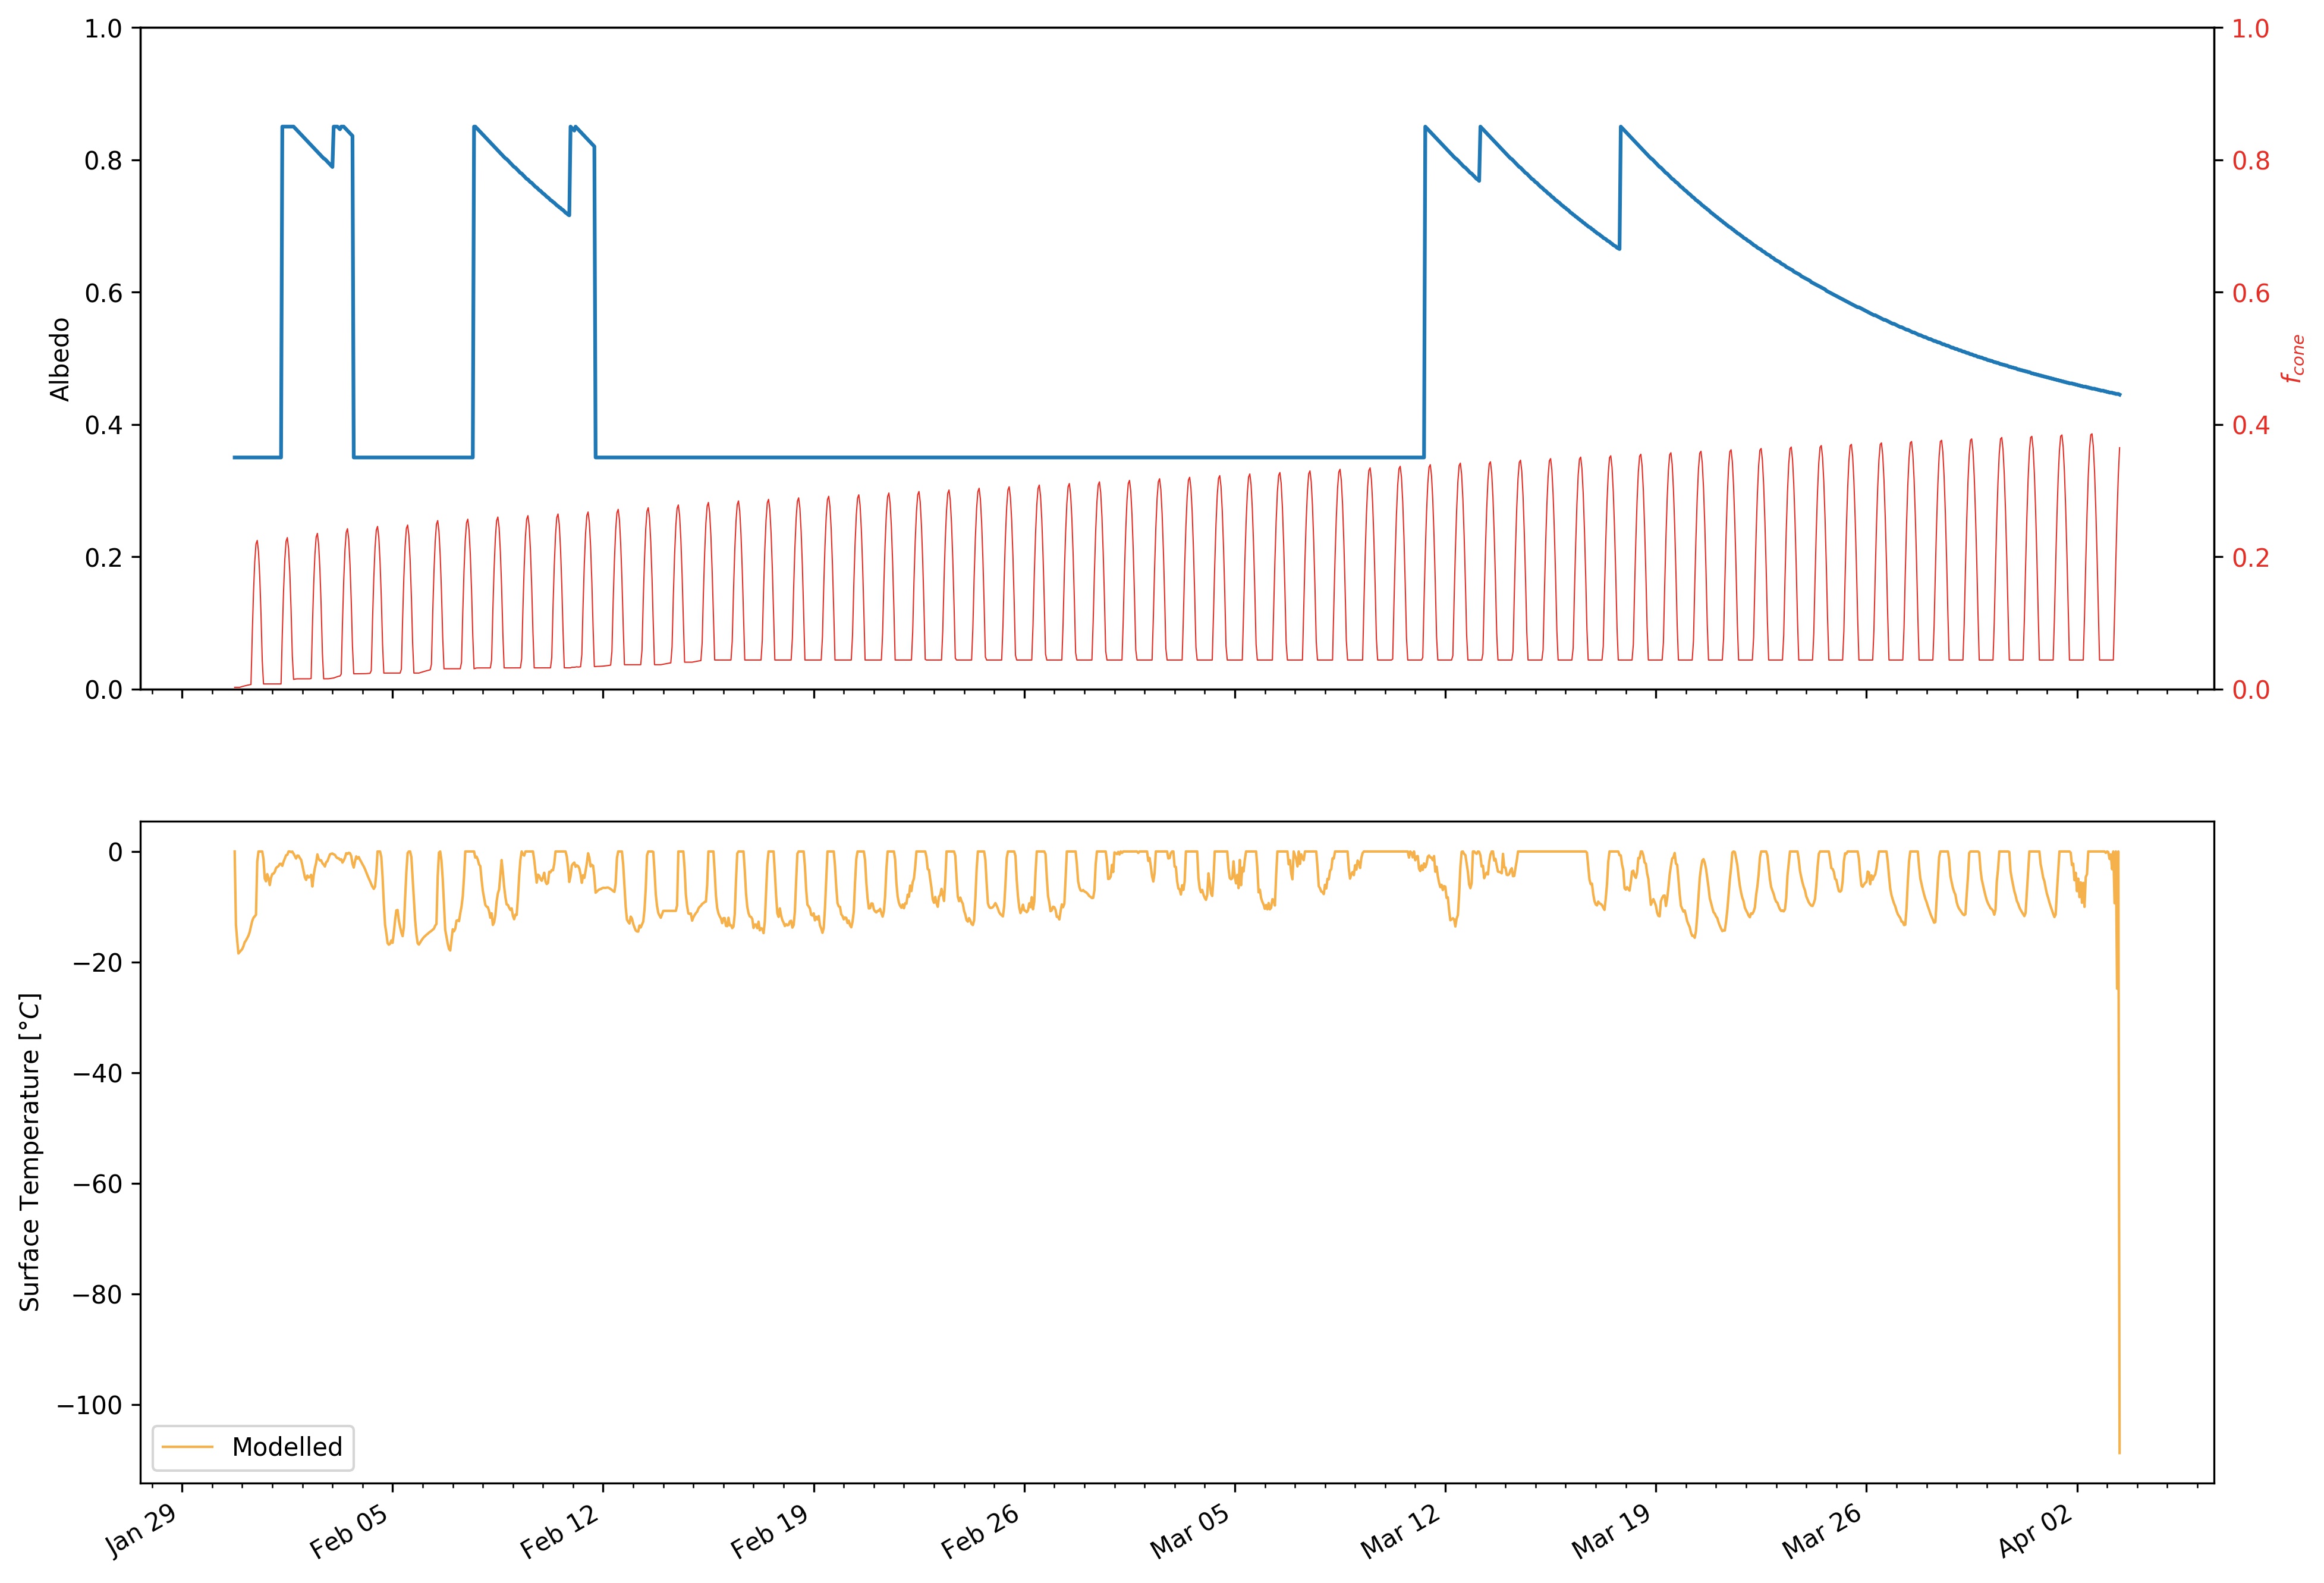 1.0
0.8
0.6
0.4
0.2
0.0
Albedo
1.0
0.8
0.6
0.4
0.2
0.0
f_cone
0
−20
−40
−60
−80
−100
Surface Temperature [°C]
Modelled
Jan 29
Feb 05
Feb 12
Feb 19
Feb 26
Mar 05
Mar 12
Mar 19
Mar 26
Apr 02